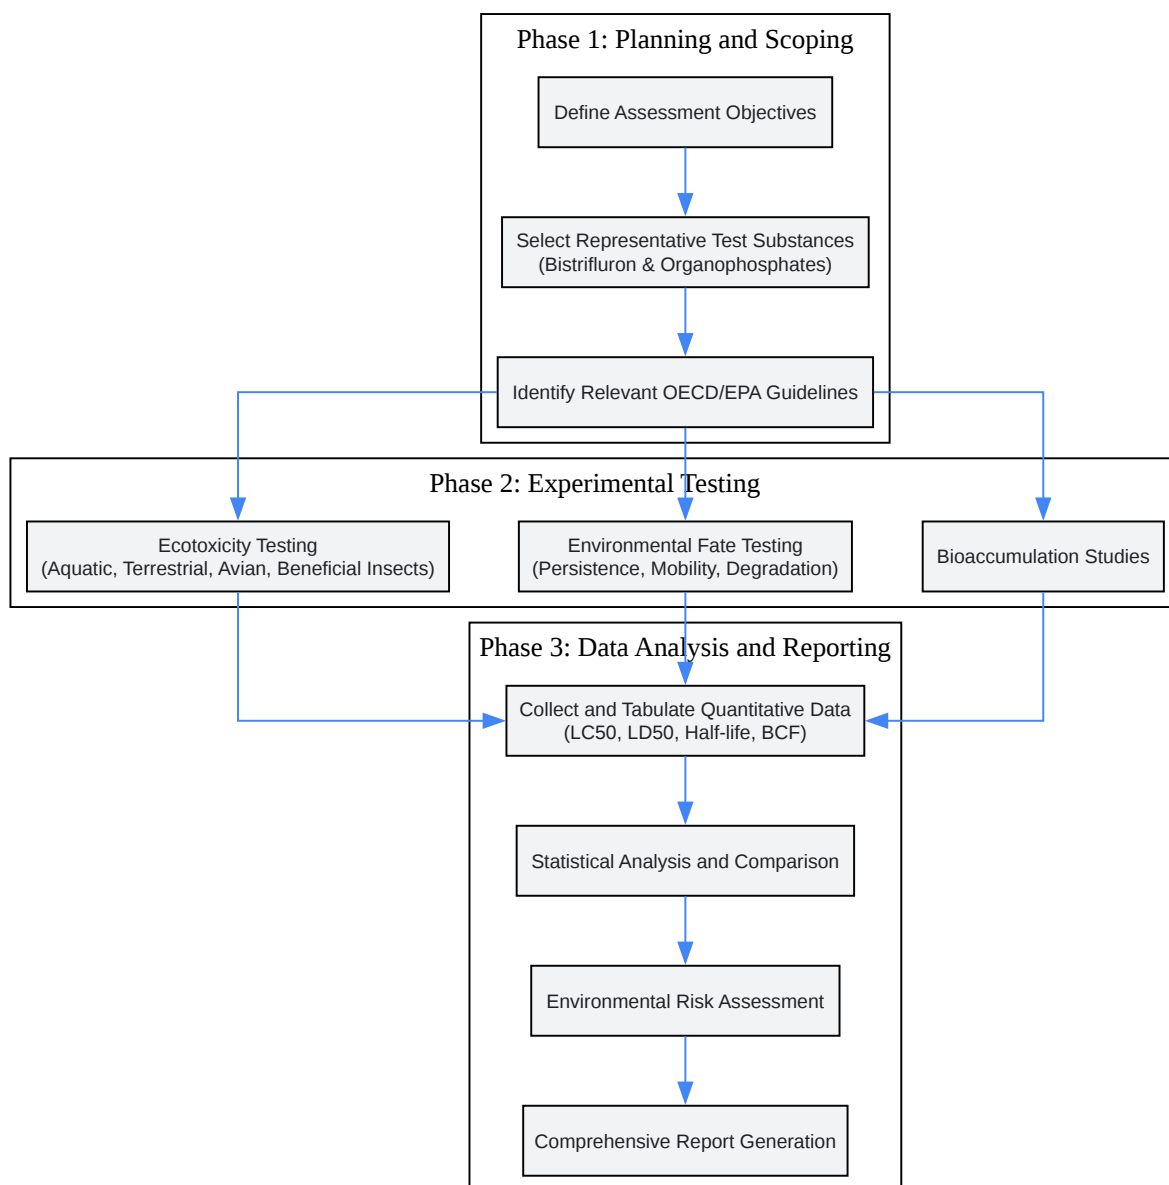 Phase 1: Planning and Scoping
Define Assessment Objectives
Select Representative Test Substances
(Bistrifluron & Organophosphates)
Identify Relevant OECD/EPA Guidelines
Phase 2: Experimental Testing
Ecotoxicity Testing
(Aquatic, Terrestrial, Avian, Beneficial Insects)
Environmental Fate Testing
(Persistence, Mobility, Degradation)
Bioaccumulation Studies
Phase 3: Data Analysis and Reporting
Collect and Tabulate Quantitative Data
(LC50, LD50, Half-life, BCF)
Statistical Analysis and Comparison
Environmental Risk Assessment
Comprehensive Report Generation